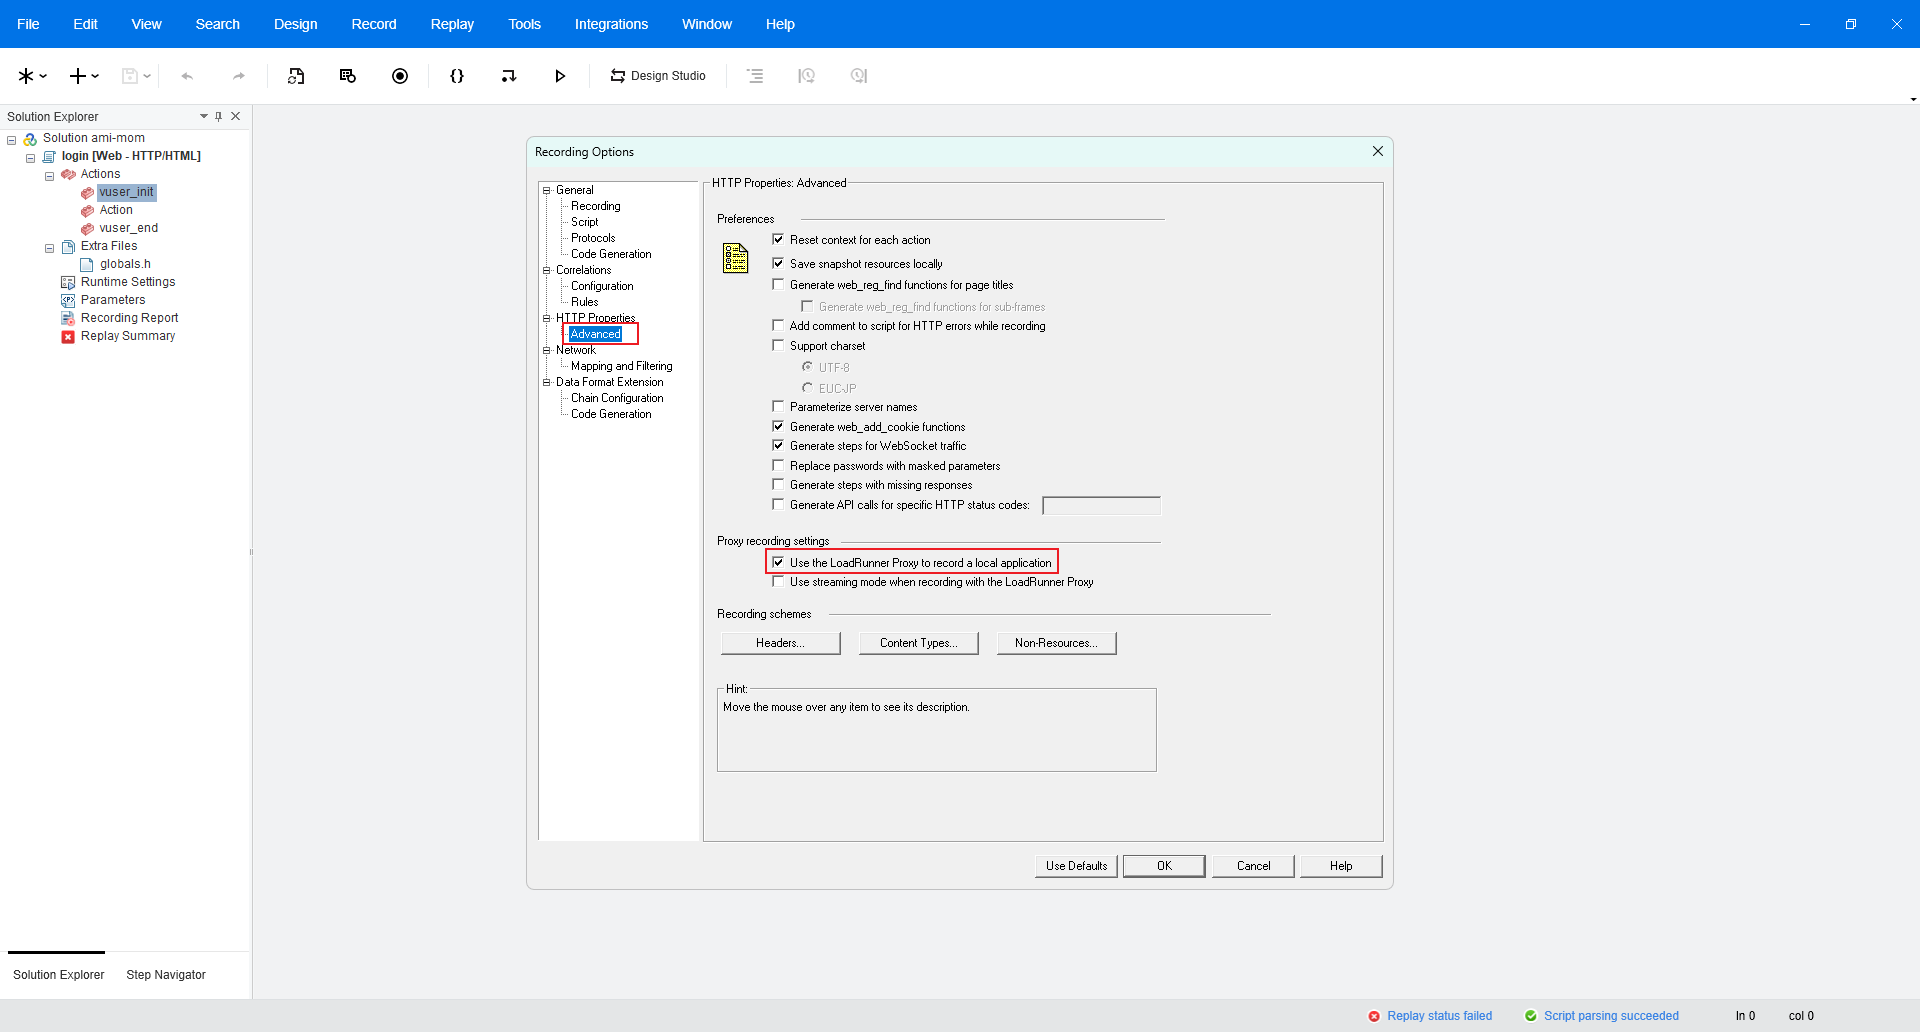 File Edit View Search Design Record Replay Tools Integrations Window Help
Design Studio
Solution Explorer
Solution ami-mom
login [Web - HTTP/HTML]
Actions
vuser_init
Action
vuser_end
Extra Files
globals.h
Runtime Settings
Parameters
Recording Report
Replay Summary
Solution Explorer Step Navigator
Recording Options
General
Recording
Script
Protocols
Code Generation
Correlations
Configuration
Rules
HTTP Properties
Advanced
Network
Mapping and Filtering
Data Format Extension
Chain Configuration
Code Generation
HTTP Properties: Advanced
Preferences
Reset context for each action
Save snapshot resources locally
Generate web_reg_find functions for page titles
Generate web_reg_find functions for sub-frames
Add comment to script for HTTP errors while recording
Support charset
UTF-8
EUC-JP
Parameterize server names
Generate web_add_cookie functions
Generate steps for WebSocket traffic
Replace passwords with masked parameters
Generate steps with missing responses
Generate API calls for specific HTTP status codes:
Proxy recording settings
Use the LoadRunner Proxy to record a local application
Use streaming mode when recording with the LoadRunner Proxy
Recording schemes
Headers... Content Types... Non-Resources...
Hint:
Move the mouse over any item to see its description.
Use Defaults OK Cancel Help
Replay status failed Script parsing succeeded ln 0 col 0